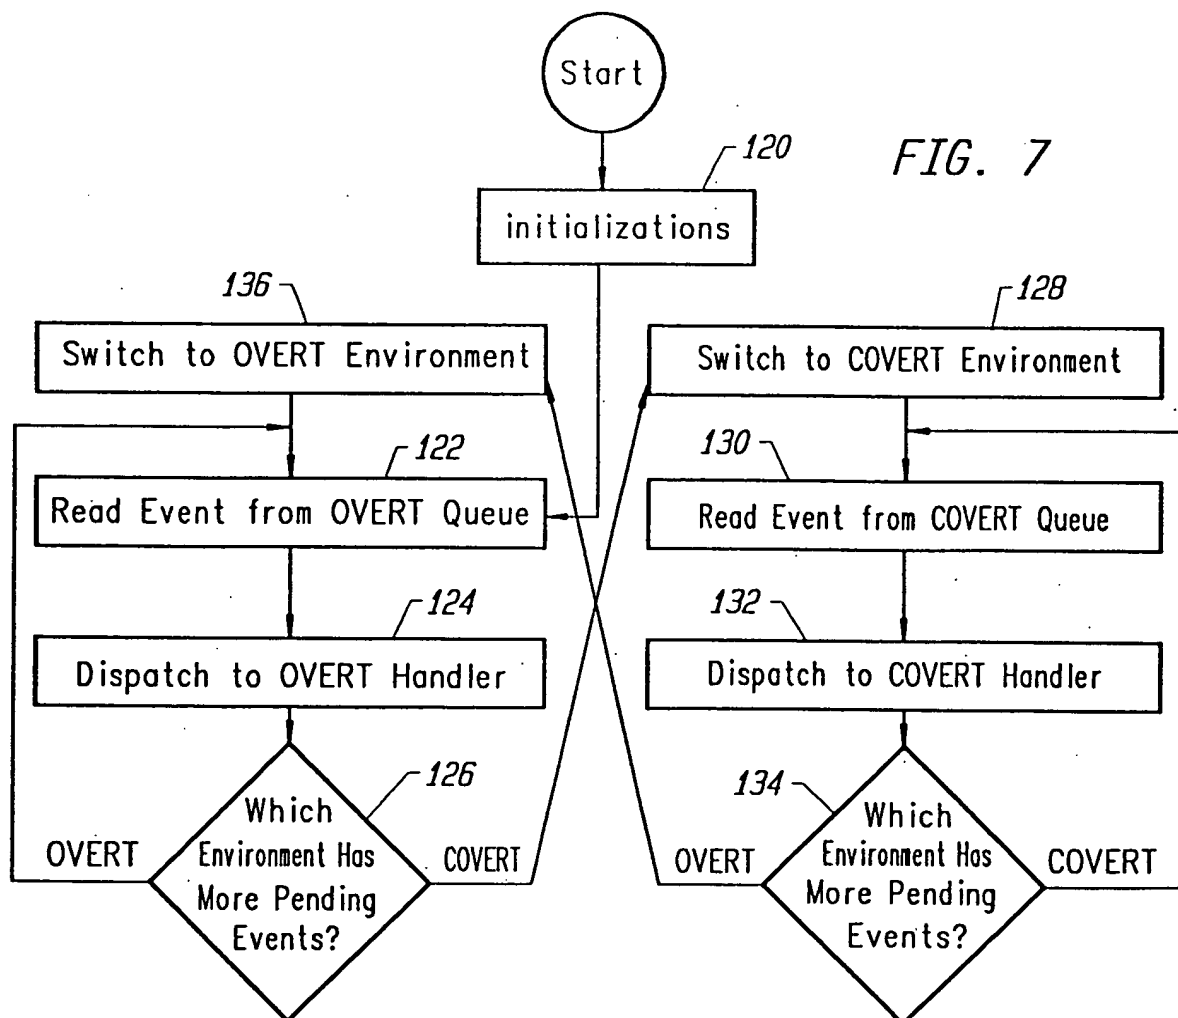 Start
120
FIG. 7
initializations
136
Switch to OVERT Environment
128
Switch to COVERT Environment
122
Read Event from OVERT Queue
130
Read Event from COVERT Queue
124
Dispatch to OVERT Handler
132
Dispatch to COVERT Handler
126
Which
Environment Has
More Pending
Events?
OVERT
COVERT
134
Which
Environment Has
More Pending
Events?
OVERT
COVERT